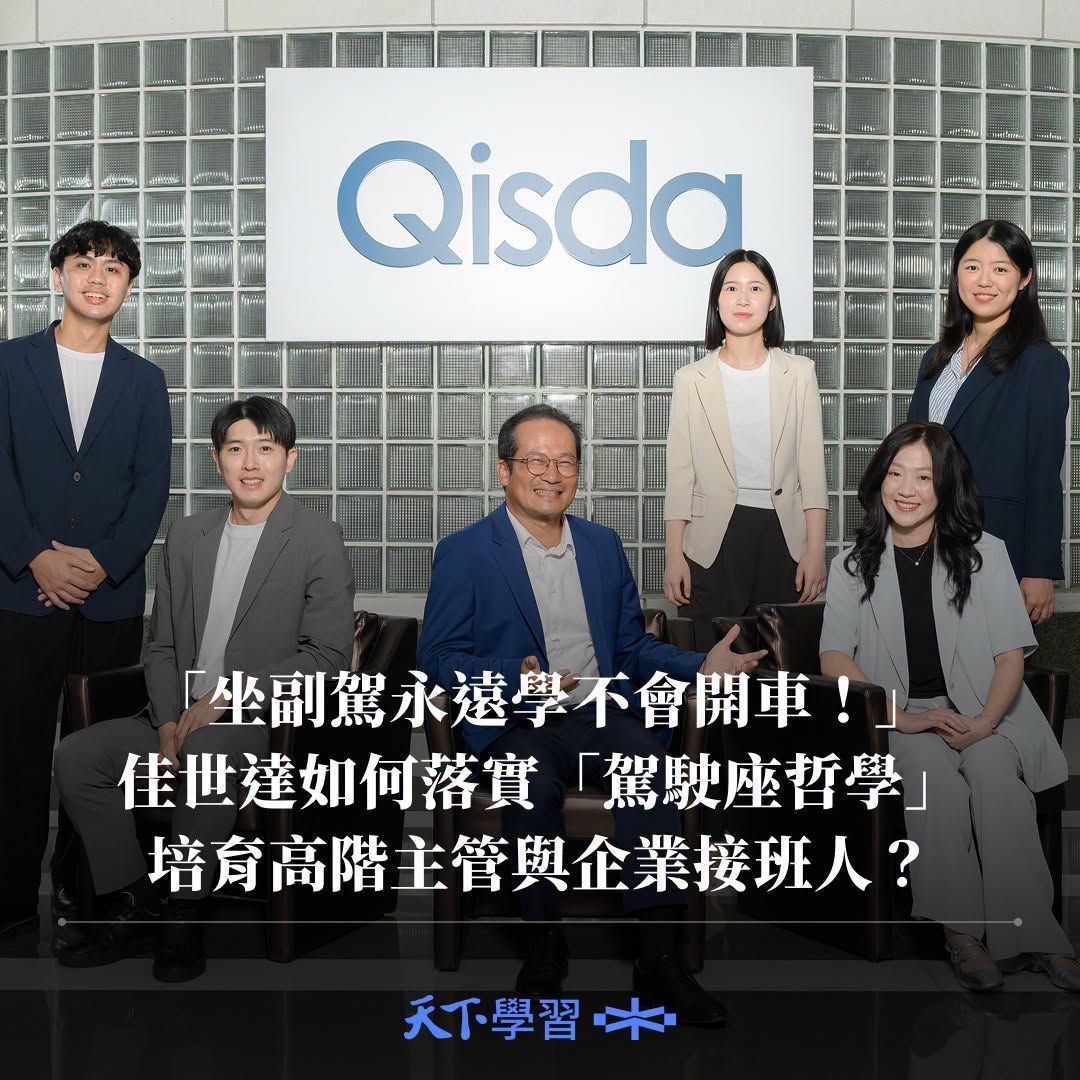 Qisda
「坐副駕永遠學不會開車！」
佳世達如何落實「駕駛座哲學」
培育高階主管與企業接班人？
天下學習